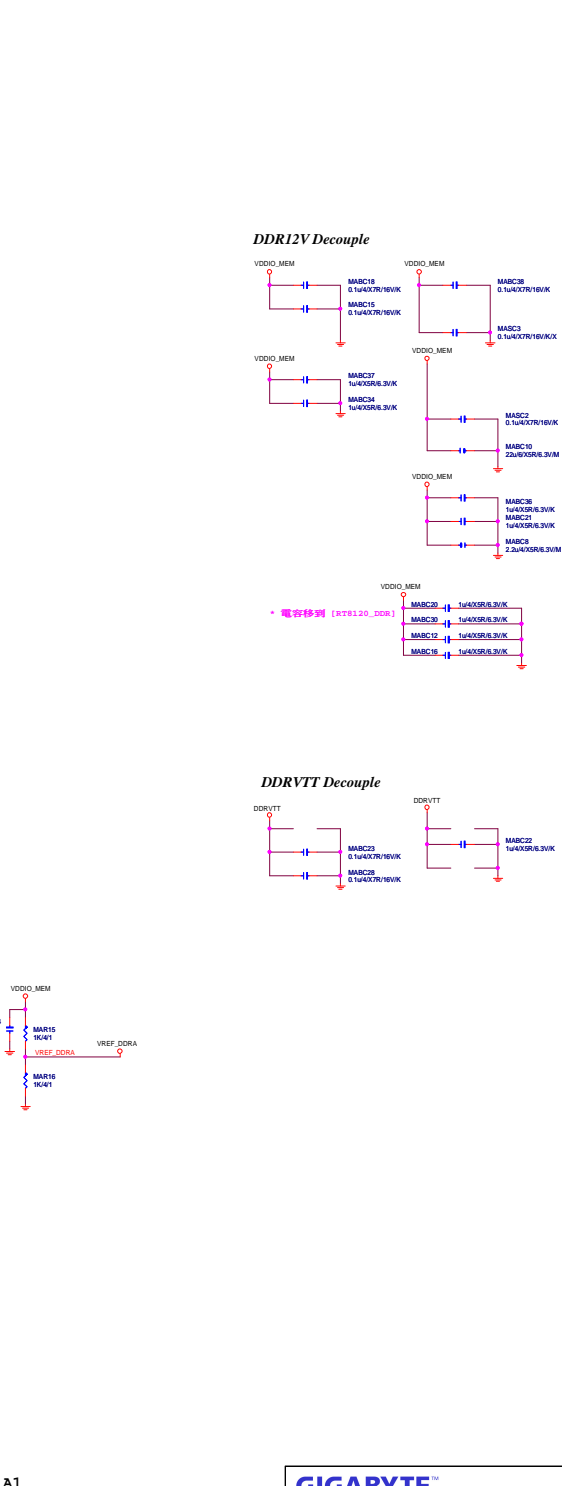 DDR12V Decouple
VDDIO_MEM
MABC18
0.1u/4/X7R/16V/K
MABC15
0.1u/4/X7R/16V/K
VDDIO_MEM
MABC38
0.1u/4/X7R/16V/K
MASC3
0.1u/4/X7R/16V/K/X
VDDIO_MEM
MABC37
1u/4/X5R/6.3V/K
MABC34
1u/4/X5R/6.3V/K
VDDIO_MEM
MASC2
0.1u/4/X7R/16V/K
MABC10
22u/6/X5R/6.3V/M
VDDIO_MEM
MABC36
1u/4/X5R/6.3V/K
MABC21
1u/4/X5R/6.3V/K
MABC8
2.2u/4/X5R/6.3V/M
VDDIO_MEM
* 電容移到 [RT8120_DDR]
MABC20 1u/4/X5R/6.3V/K
MABC30 1u/4/X5R/6.3V/K
MABC12 1u/4/X5R/6.3V/K
MABC16 1u/4/X5R/6.3V/K
DDRVTT Decouple
DDRVTT
MABC23
0.1u/4/X7R/16V/K
MABC28
0.1u/4/X7R/16V/K
DDRVTT
MABC22
1u/4/X5R/6.3V/K
VDDIO_MEM
MAR15
1K/4/1
VREF_DDRA
VREF_DDRA
MAR16
1K/4/1
A1
GIGABYTE™